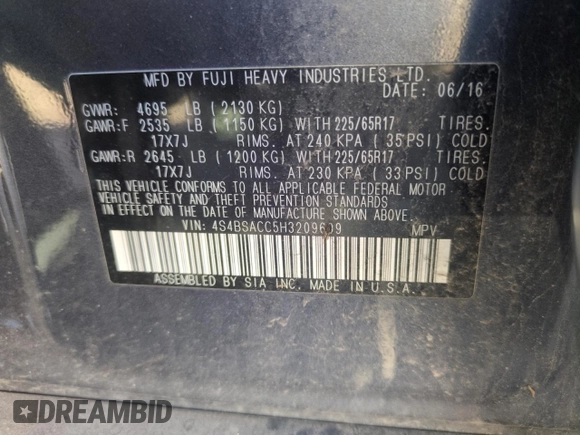 MFD BY FUJI HEAVY INDUSTRIES LTD.
DATE: 06/16
GVWR: 4695 LB (2130 KG)
GAWR:F 2535 LB (1150 KG) WITH 225/65R17 TIRES.
17X7J RIMS. AT 240 KPA (35 PSI) COLD
GAWR:R 2645 LB (1200 KG) WITH 225/65R17 TIRES.
17X7J RIMS. AT 230 KPA (33 PSI) COLD
THIS VEHICLE CONFORMS TO ALL APPLICABLE FEDERAL MOTOR
VEHICLE SAFETY AND THEFT PREVENTION STANDARDS
IN EFFECT ON THE DATE OF MANUFACTURE SHOWN ABOVE.
VIN: 4S4BSACC5H3209609 MPV
ASSEMBLED BY SIA, INC. MADE IN U.S.A.
DREAMBID